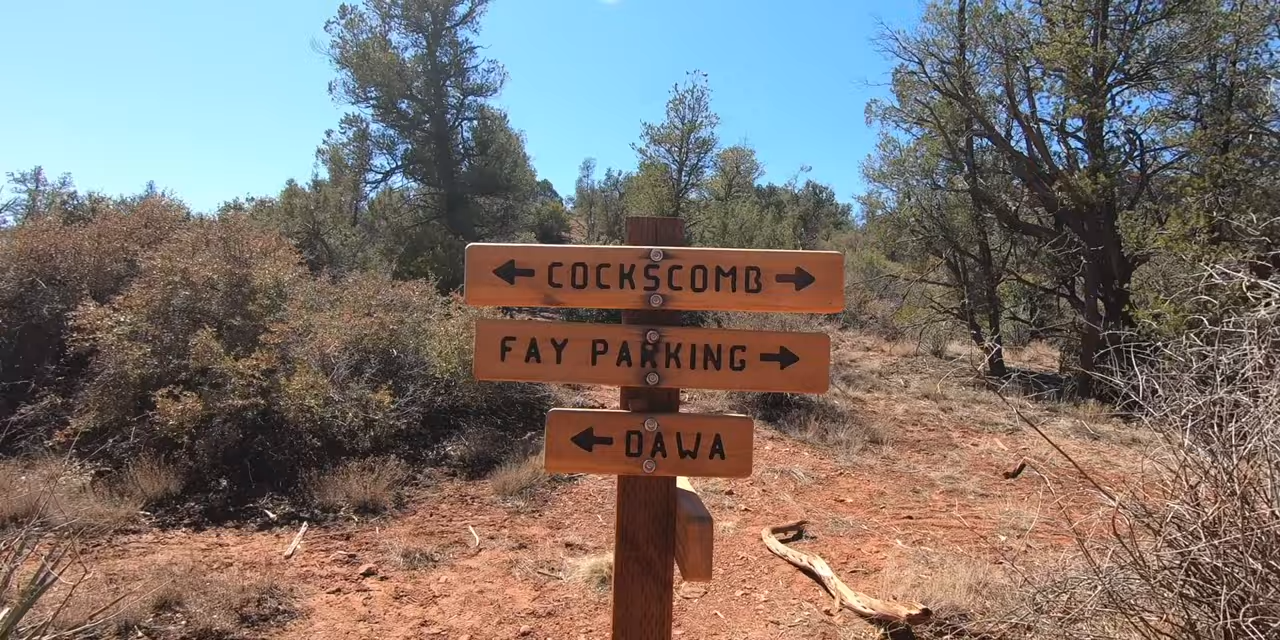 ← COCKSCOMB →
FAY PARKING →
← DAWA